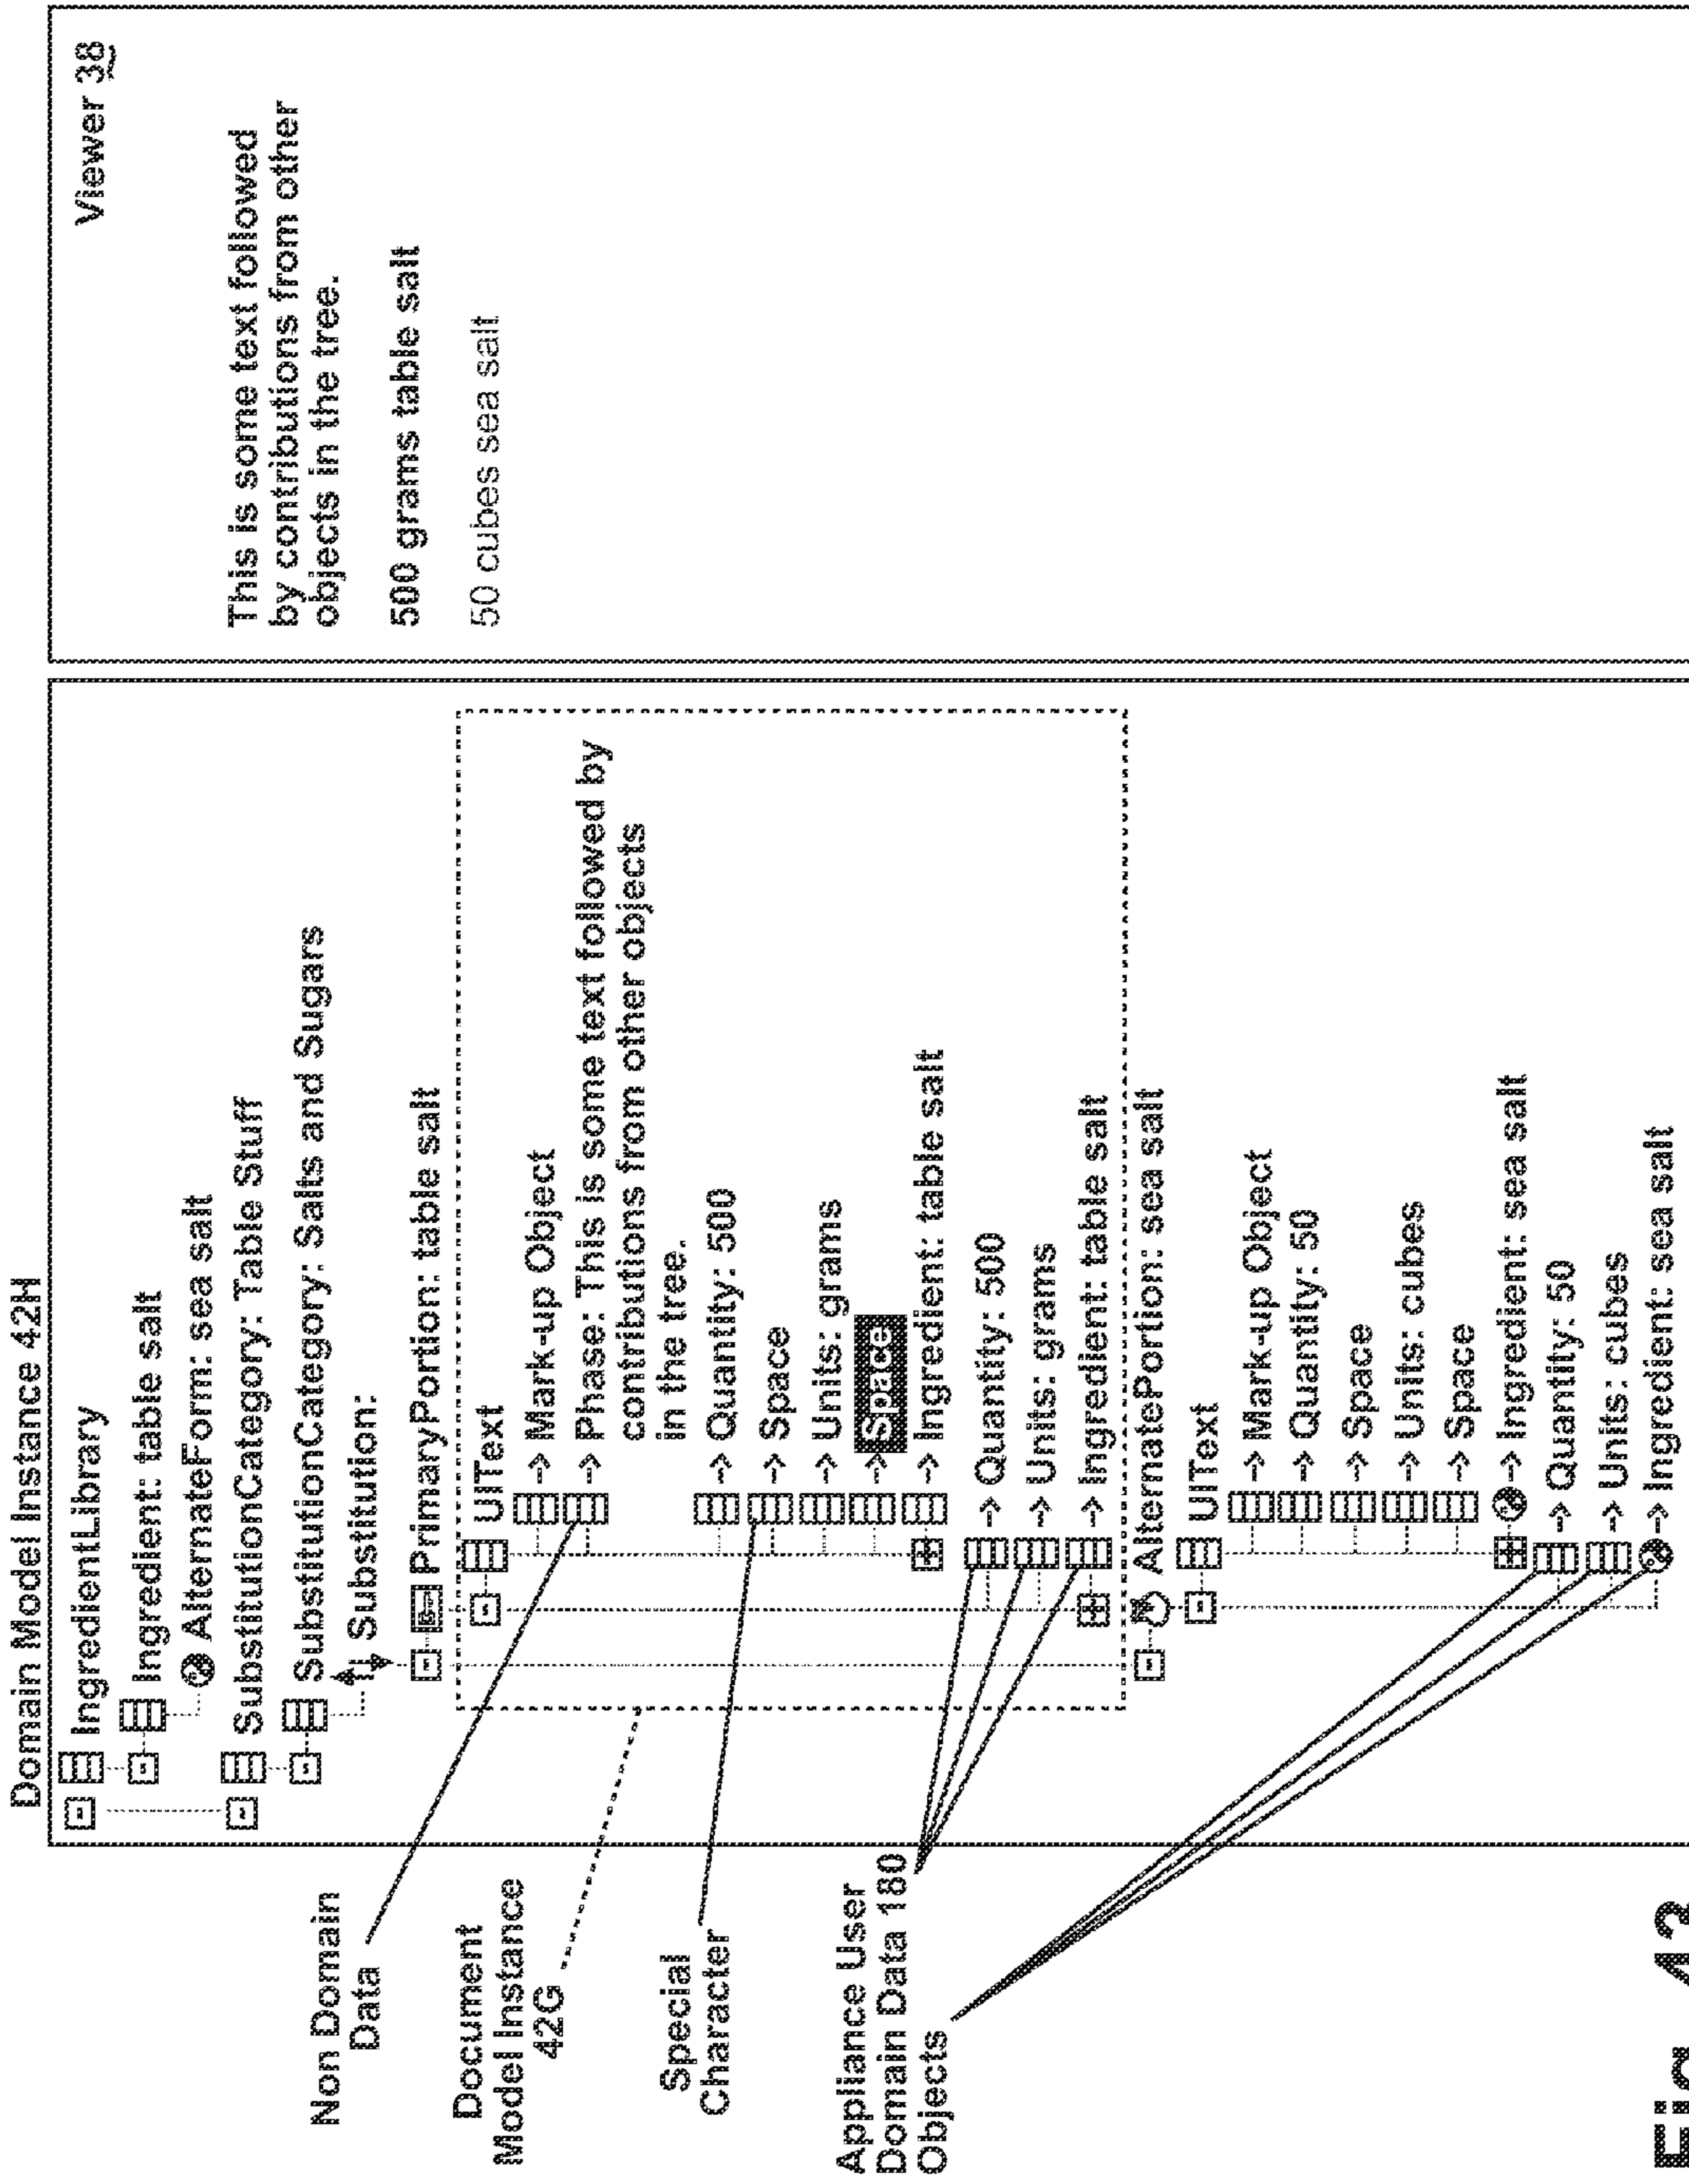 Domain Model Instance 42H
IngredientLibrary
Ingredient: table salt
AlternateForm: sea salt
SubstitutionCategory: Table Stuff
SubstitutionCategory: Salts and Sugars
Substitution:
PrimaryPortion: table salt
UIText
Mark-up Object
Phase: This is some text followed by
contributions from other objects
in the tree.
Quantity: 500
Space
Units: grams
Space
Ingredient: table salt
Quantity: 500
Units: grams
Ingredient: table salt
AlternatePortion: sea salt
UIText
Mark-up Object
Quantity: 50
Space
Units: cubes
Space
Ingredient: sea salt
Quantity: 50
Units: cubes
Ingredient: sea salt
Viewer 38
This is some text followed
by contributions from other
objects in the tree.
500 grams table salt
50 cubes sea salt
Non Domain
Data
Document
Model Instance
42G
Special
Character
Appliance User
Domain Data 180
Objects
Fig. 43